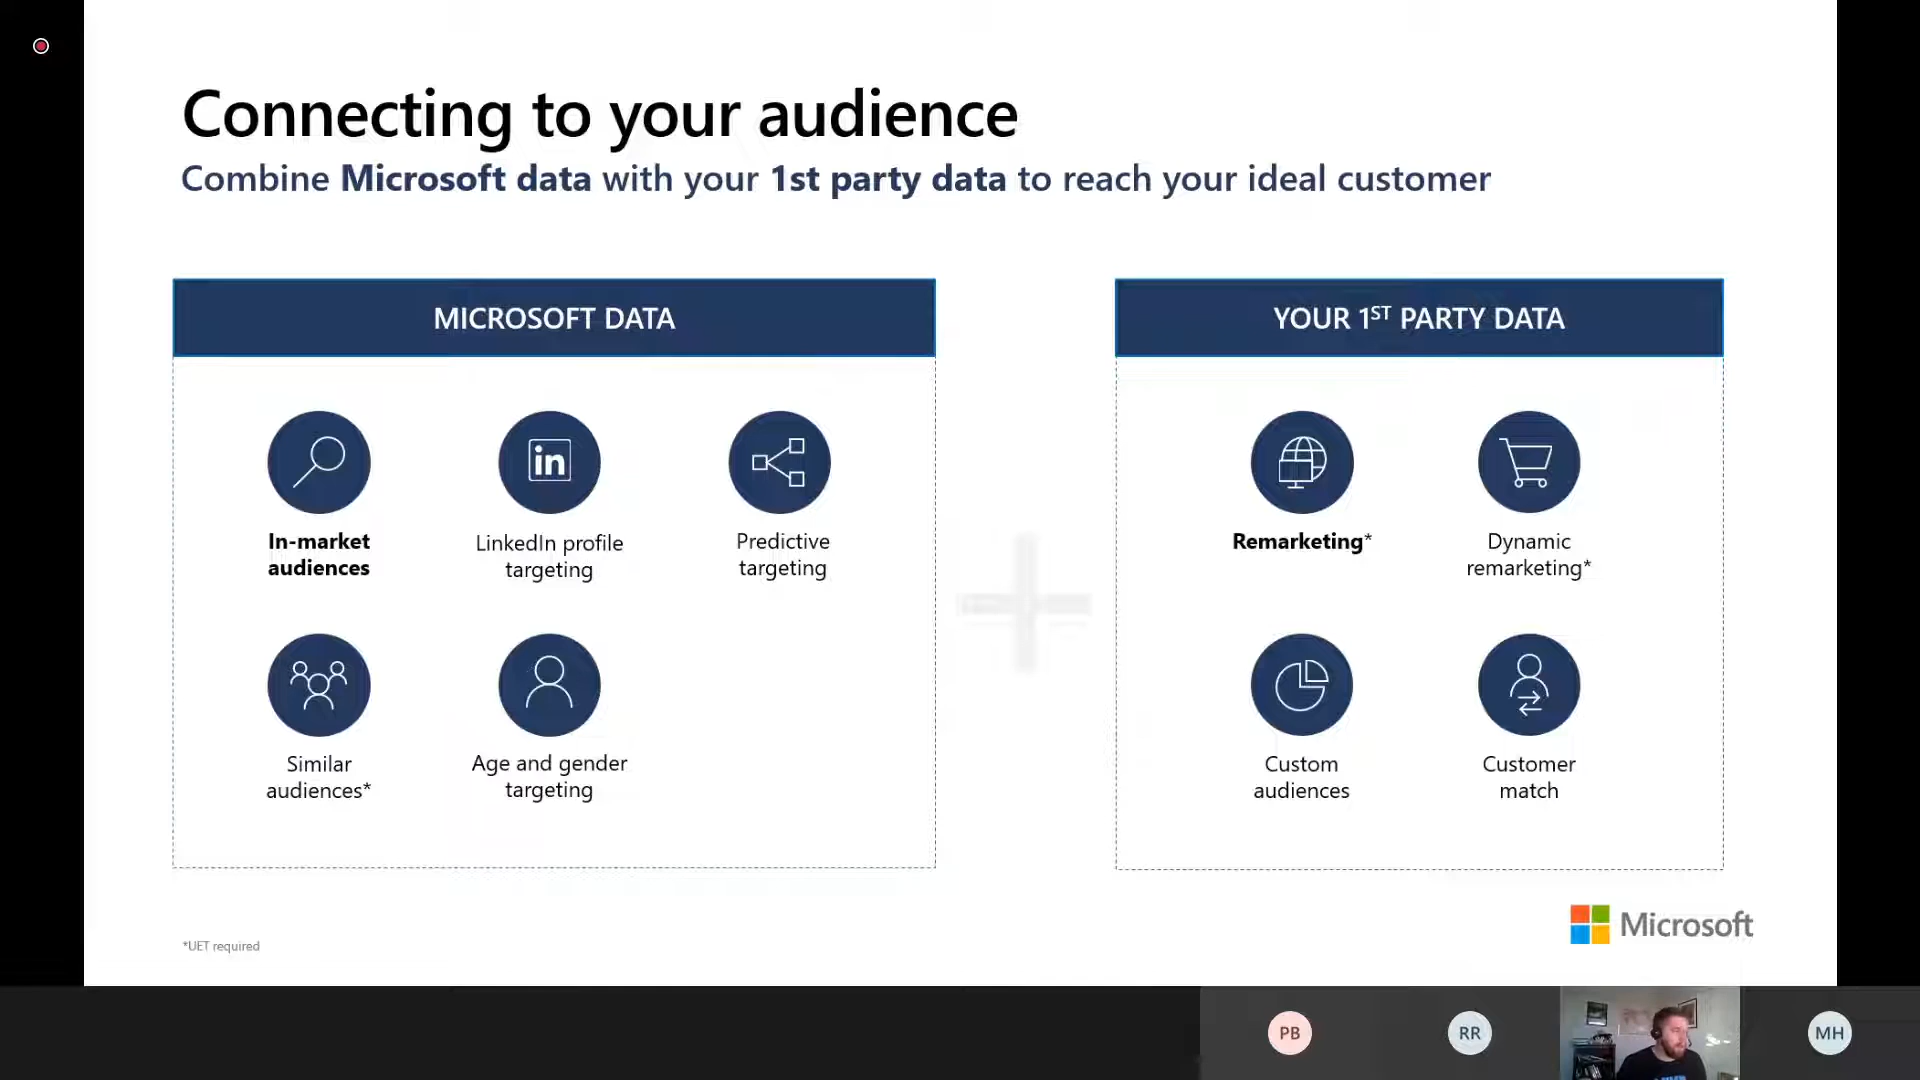 Connecting to your audience
Combine Microsoft data with your 1st party data to reach your ideal customer
MICROSOFT DATA
in
In-market
audiences
LinkedIn profile
targeting
Predictive
targeting
Similar
audiences*
Age and gender
targeting
YOUR 1ST PARTY DATA
Remarketing*
Dynamic
remarketing*
Custom
audiences
Customer
match
*UET required
Microsoft
PB
RR
MH